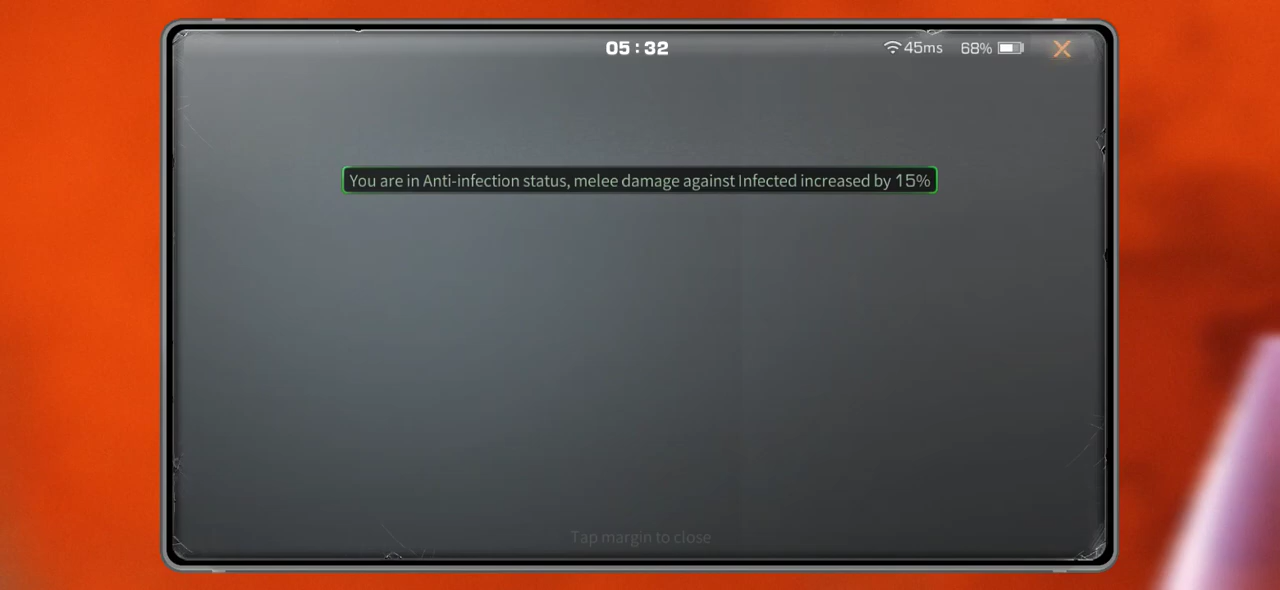 05 : 32 45ms 68%
You are in Anti-infection status, melee damage against Infected increased by 15%
Tap margin to close